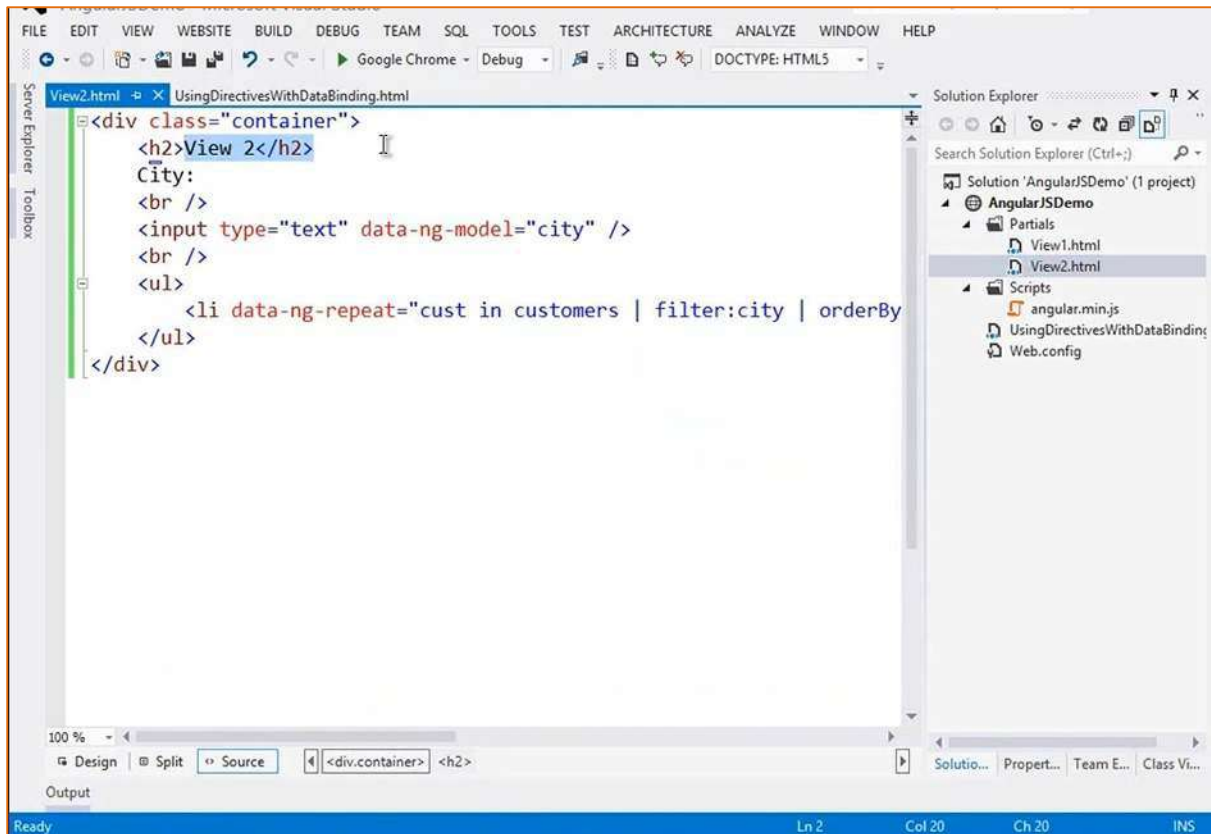 AngularJSDemo - Microsoft Visual Studio
FILE EDIT VIEW WEBSITE BUILD DEBUG TEAM SQL TOOLS TEST ARCHITECTURE ANALYZE WINDOW HELP
Google Chrome Debug DOCTYPE: HTML5
Server Explorer
Toolbox
View2.html UsingDirectivesWithDataBinding.html
<div class="container">
<h2>View 2</h2>
City:
<br />
<input type="text" data-ng-model="city" />
<br />
<ul>
<li data-ng-repeat="cust in customers | filter:city | orderBy
</ul>
</div>
100 %
Design Split Source <div.container> <h2>
Output
Solution Explorer
Search Solution Explorer (Ctrl+;)
Solution 'AngularJSDemo' (1 project)
AngularJSDemo
Partials
View1.html
View2.html
Scripts
angular.min.js
UsingDirectivesWithDataBinding
Web.config
Solutio... Propert... Team E... Class Vi...
Ready Ln 2 Col 20 Ch 20 INS